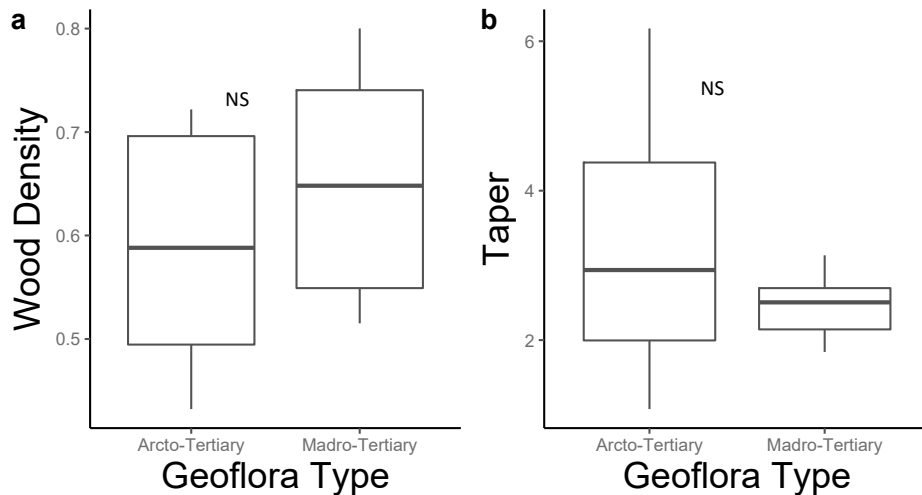 a
0.8
0.7
0.6
0.5
Wood Density
NS
Arcto-Tertiary Madro-Tertiary
Geoflora Type
b
6
4
2
Taper
NS
Arcto-Tertiary Madro-Tertiary
Geoflora Type